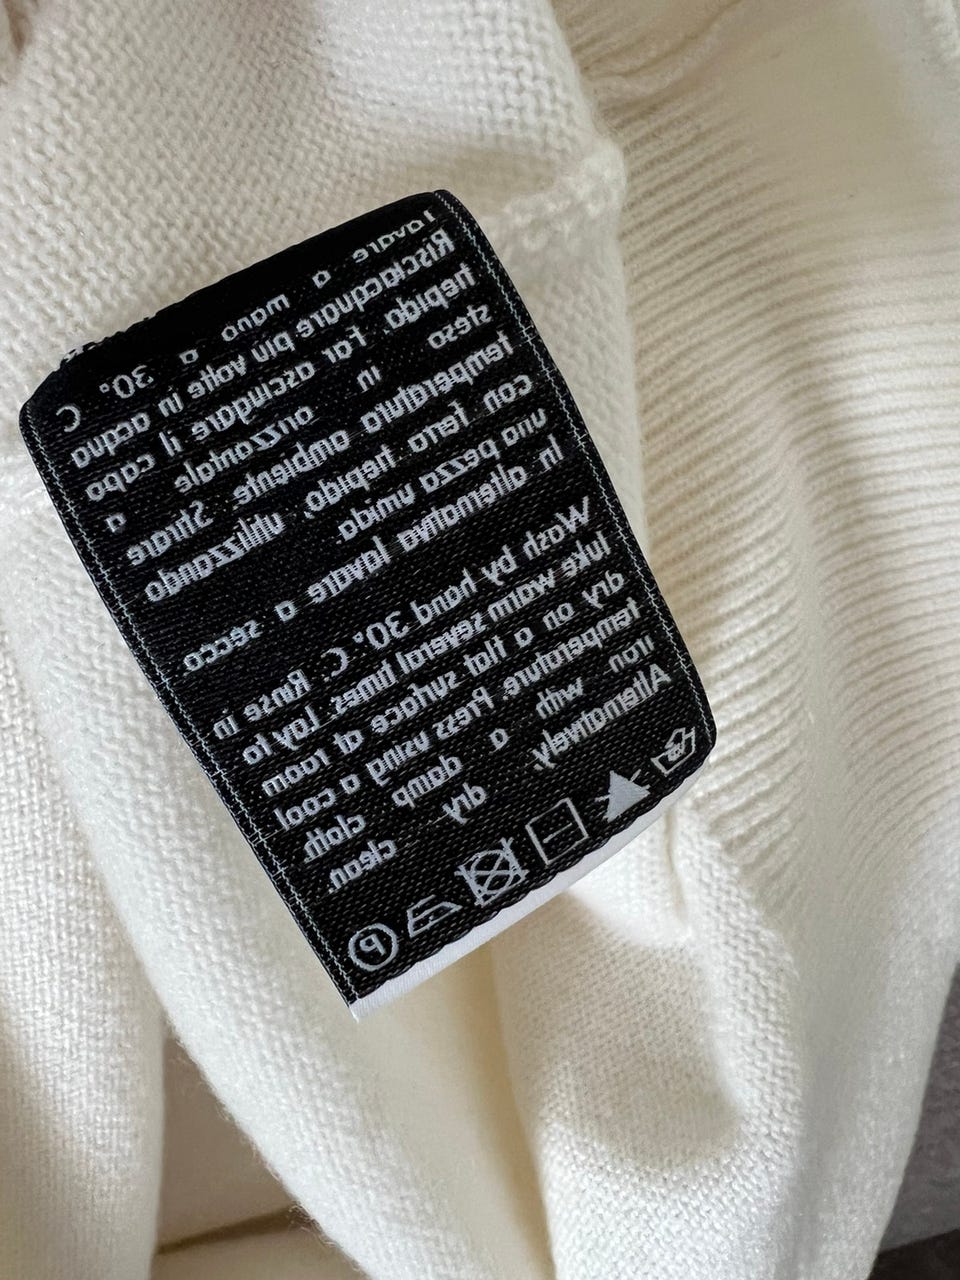 Lavare a mano a 30° C
Risciacquare più volte in acqua
tiepida. Far asciugare il capo
steso in orizzontale a
temperatura ambiente. Stirare
con ferro tiepido, utilizzando
una pezza umida.
In alternativa lavare a secco
Wash by hand 30° C. Rinse in
luke warm several times. Lay to
dry on a flat surface at room
temperature. Press using a cool
iron with a damp cloth.
Alternatively, dry clean.
P